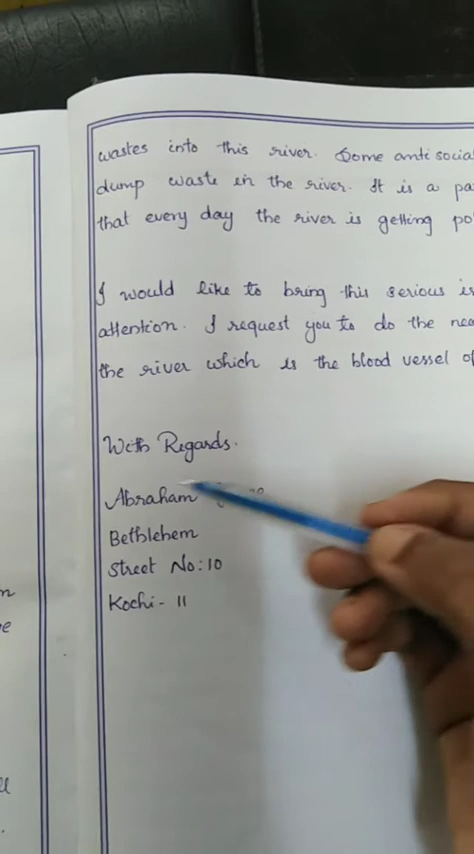 wastes into this river. Some anti social
dump waste in the river. It is a
that every day the river is getting
I would like to bring this serious
attention. I request you to do the
the river which is the blood vessel of
With Regards.
Abraham
Bethlehem
Street No:10
Kochi- 11